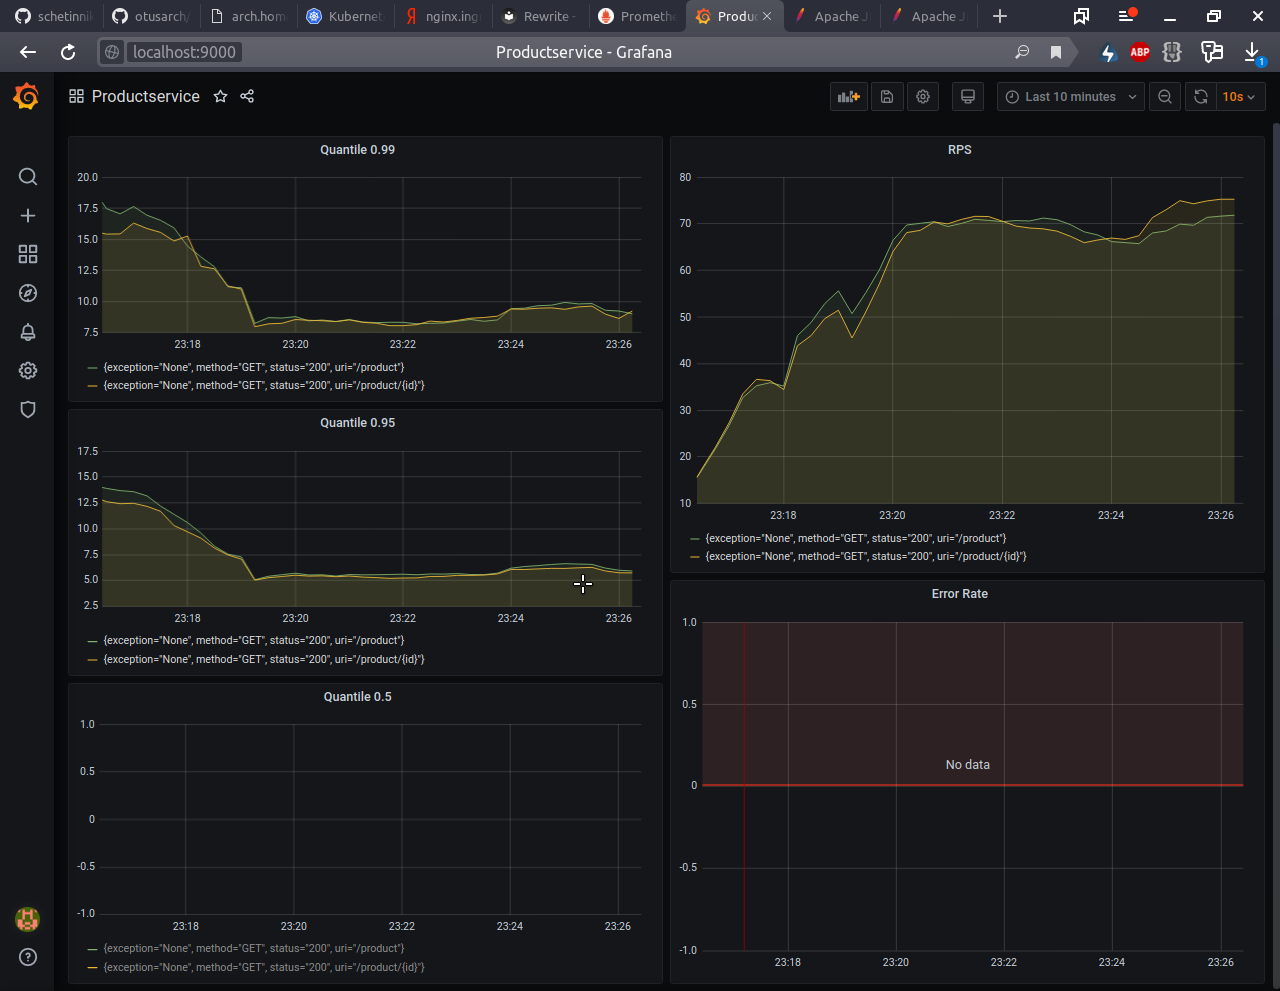 schetinnik
otusarch/
arch.hom
Kubernet
nginx.ing
Rewrite -
Promethe
Produc
Apache J
Apache J
localhost:9000
Productservice - Grafana
ABP
1
Productservice
Last 10 minutes
10s
Quantile 0.99
20.0
17.5
15.0
12.5
10.0
7.5
23:18 23:20 23:22 23:24 23:26
{exception="None", method="GET", status="200", uri="/product"}
{exception="None", method="GET", status="200", uri="/product/{id}"}
Quantile 0.95
17.5
15.0
12.5
10.0
7.5
5.0
2.5
23:18 23:20 23:22 23:24 23:26
{exception="None", method="GET", status="200", uri="/product"}
{exception="None", method="GET", status="200", uri="/product/{id}"}
Quantile 0.5
1.0
0.5
0
-0.5
-1.0
23:18 23:20 23:22 23:24 23:26
{exception="None", method="GET", status="200", uri="/product"}
{exception="None", method="GET", status="200", uri="/product/{id}"}
RPS
80
70
60
50
40
30
20
10
23:18 23:20 23:22 23:24 23:26
{exception="None", method="GET", status="200", uri="/product"}
{exception="None", method="GET", status="200", uri="/product/{id}"}
Error Rate
1.0
0.5
No data
0
-0.5
-1.0
23:18 23:20 23:22 23:24 23:26